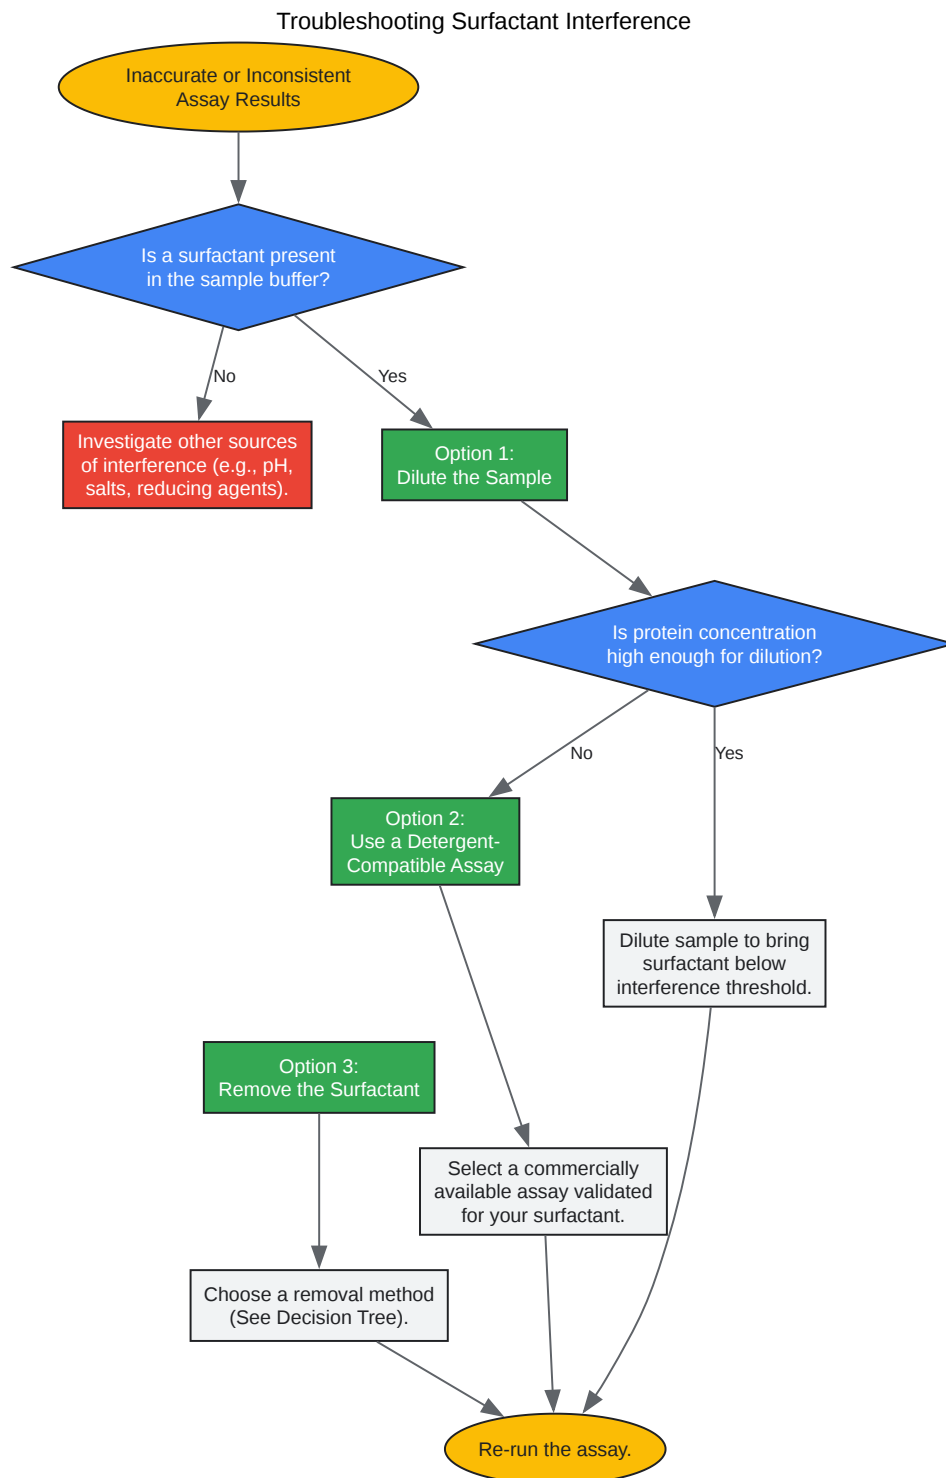 Troubleshooting Surfactant Interference
Inaccurate or Inconsistent
Assay Results
Is a surfactant present
in the sample buffer?
No
Yes
Investigate other sources
of interference (e.g., pH,
salts, reducing agents).
Option 1:
Dilute the Sample
Is protein concentration
high enough for dilution?
No
Yes
Option 2:
Use a Detergent-
Compatible Assay
Dilute sample to bring
surfactant below
interference threshold.
Option 3:
Remove the Surfactant
Select a commercially
available assay validated
for your surfactant.
Choose a removal method
(See Decision Tree).
Re-run the assay.